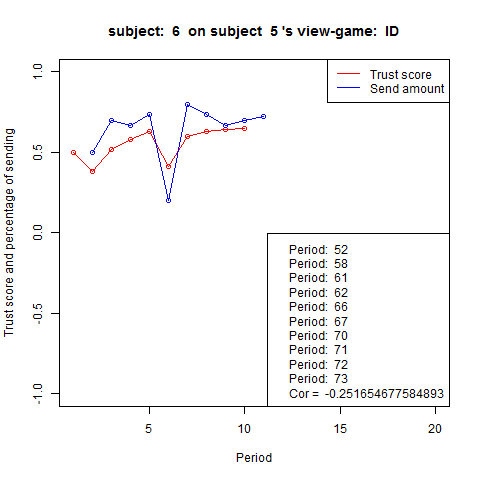 subject:  6  on subject  5 's view-game:  ID
Trust score and percentage of sending
1.0
0.5
0.0
-0.5
-1.0
Trust score
Send amount
Period:  52
Period:  58
Period:  61
Period:  62
Period:  66
Period:  67
Period:  70
Period:  71
Period:  72
Period:  73
Cor =  -0.251654677584893
5
10
15
20
Period